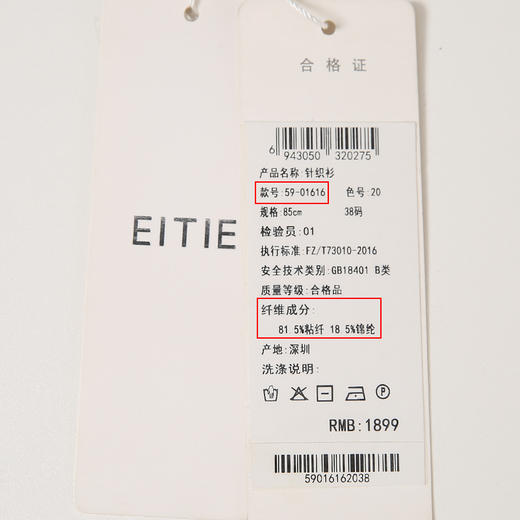 合格证
6 943050 320275
产品名称:针织衫
款号:59-01616 色号:20
规格:85cm 38码
检验员:01
执行标准:FZ/T73010-2016
安全技术类别:GB18401 B类
质量等级:合格品
纤维成分:
81.5%粘纤 18.5%锦纶
产地:深圳
洗涤说明:
P
RMB:1899
59016162038
EITIE